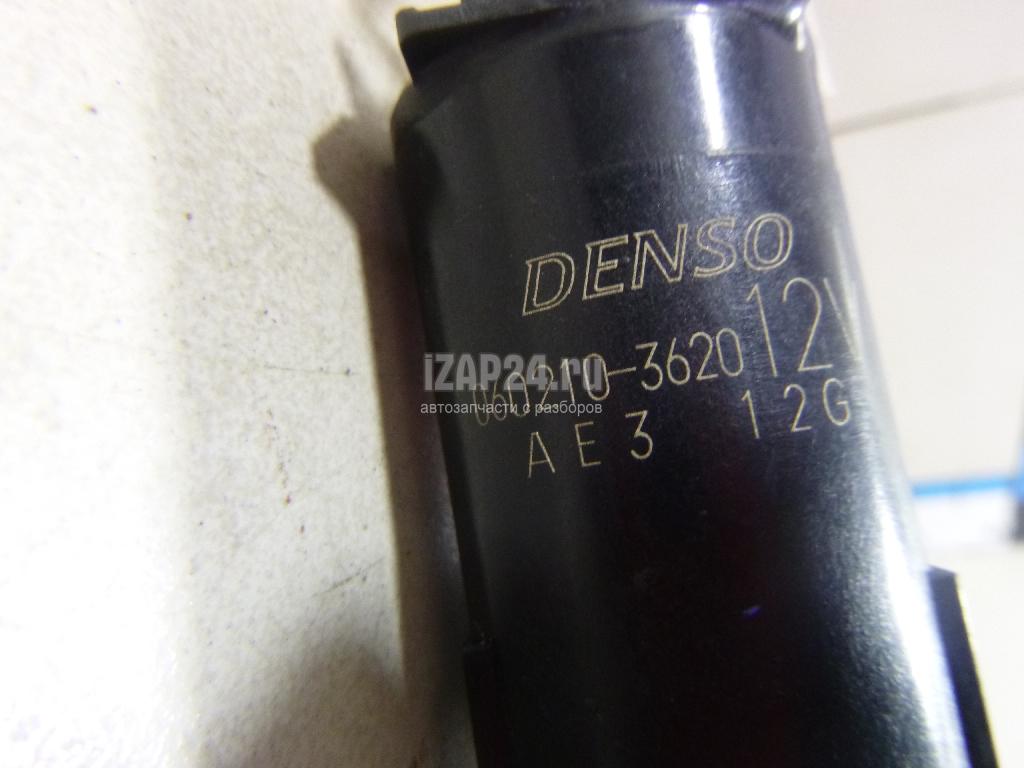 DENSO
060210-3620 12V
AE3 12G
iZAP24.ru
автозапчасти с разборов